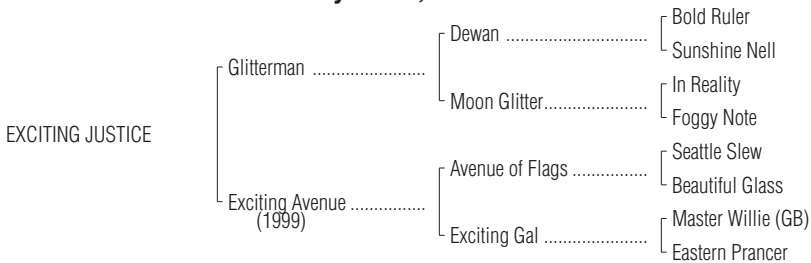 Bold Ruler
Dewan ..............................
Sunshine Nell
Glitterman ........................
In Reality
Moon Glitter......................
Foggy Note
EXCITING JUSTICE
Seattle Slew
Avenue of Flags ................
Beautiful Glass
Exciting Avenue ................
(1999)
Master Willie (GB)
Exciting Gal ......................
Eastern Prancer